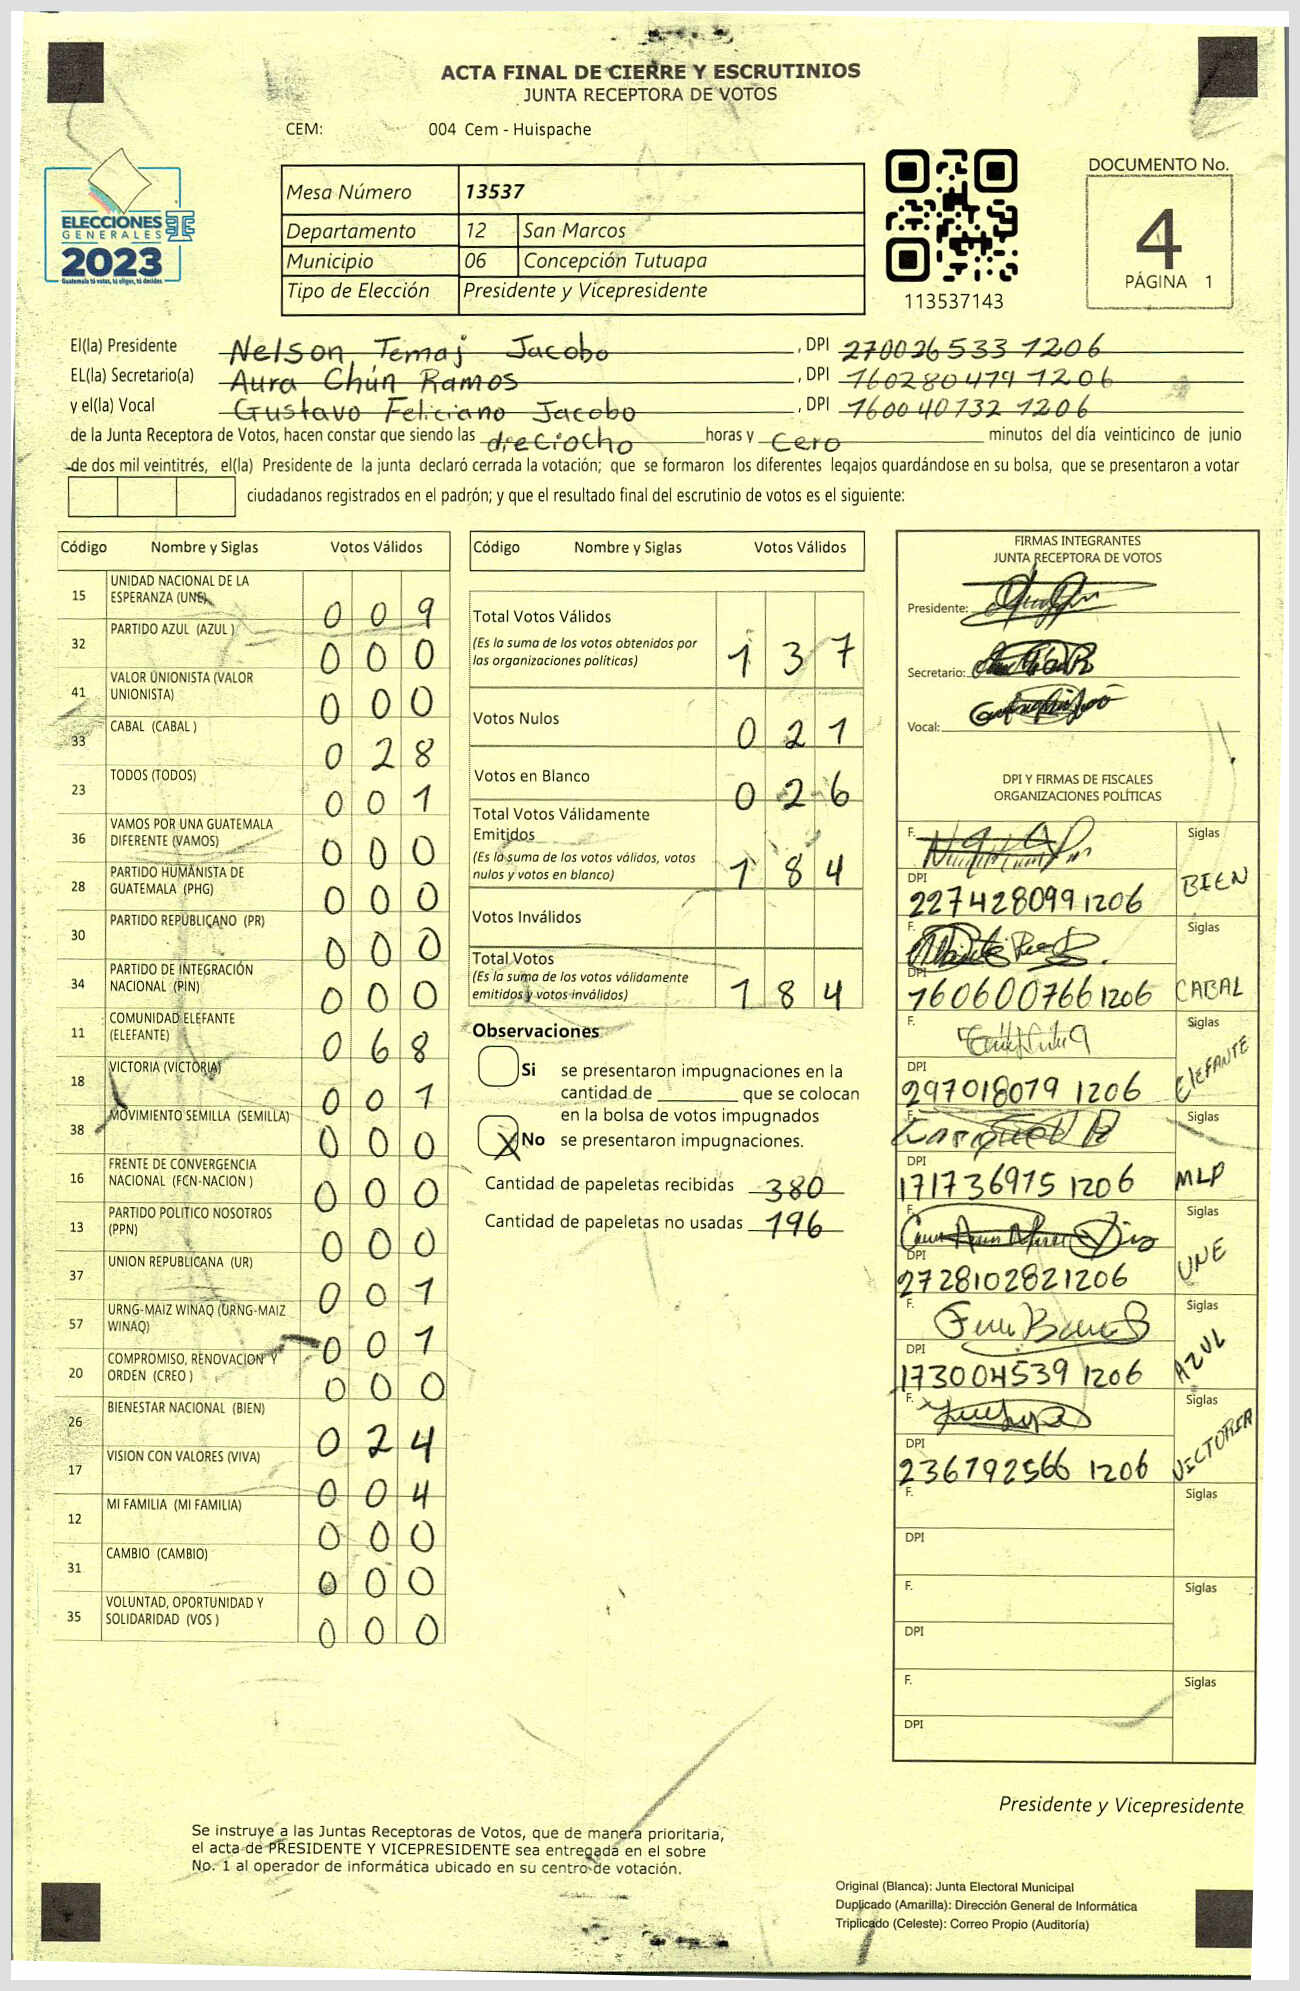 ACTA FINAL DE CIERRE Y ESCRUTINIOS
JUNTA RECEPTORA DE VOTOS
CEM: 004 Cem - Huispache
ELECCIONES
GENERALES
2023
Guatemala tú votas, tú eliges, tú decides
Mesa Número 13537
Departamento 12 San Marcos
Municipio 06 Concepción Tutuapa
Tipo de Elección Presidente y Vicepresidente
113537143
DOCUMENTO No.
4
PÁGINA 1
El(la) Presidente Nelson Temaj Jacobo , DPI 270026533 1206
EL(la) Secretario(a) Aura Chún Ramos , DPI 160280479 1206
y el(la) Vocal Gustavo Feliciano Jacobo , DPI 160040132 1206
de la Junta Receptora de Votos, hacen constar que siendo las dieciocho horas y cero minutos del día veinticinco de junio
de dos mil veintitrés, el(la) Presidente de la junta declaró cerrada la votación; que se formaron los diferentes legajos guardándose en su bolsa, que se presentaron a votar
ciudadanos registrados en el padrón; y que el resultado final del escrutinio de votos es el siguiente:
Código Nombre y Siglas Votos Válidos
15 UNIDAD NACIONAL DE LA ESPERANZA (UNE) 0 0 9
32 PARTIDO AZUL (AZUL ) 0 0 0
41 VALOR UNIONISTA (VALOR UNIONISTA) 0 0 0
33 CABAL (CABAL ) 0 2 8
23 TODOS (TODOS) 0 0 1
36 VAMOS POR UNA GUATEMALA DIFERENTE (VAMOS) 0 0 0
28 PARTIDO HUMANISTA DE GUATEMALA (PHG) 0 0 0
30 PARTIDO REPUBLICANO (PR) 0 0 0
34 PARTIDO DE INTEGRACIÓN NACIONAL (PIN) 0 0 0
11 COMUNIDAD ELEFANTE (ELEFANTE) 0 6 8
18 VICTORIA (VICTORIA) 0 0 1
38 MOVIMIENTO SEMILLA (SEMILLA) 0 0 0
16 FRENTE DE CONVERGENCIA NACIONAL (FCN-NACION ) 0 0 0
13 PARTIDO POLITICO NOSOTROS (PPN) 0 0 0
37 UNION REPUBLICANA (UR) 0 0 1
57 URNG-MAIZ WINAQ (URNG-MAIZ WINAQ) 0 0 1
20 COMPROMISO, RENOVACION Y ORDEN (CREO ) 0 0 0
26 BIENESTAR NACIONAL (BIEN) 0 2 4
17 VISION CON VALORES (VIVA) 0 0 4
12 MI FAMILIA (MI FAMILIA) 0 0 0
31 CAMBIO (CAMBIO) 0 0 0
35 VOLUNTAD, OPORTUNIDAD Y SOLIDARIDAD (VOS ) 0 0 0
Código Nombre y Siglas Votos Válidos
Total Votos Válidos 1 3 7
(Es la suma de los votos obtenidos por
las organizaciones políticas)
Votos Nulos 0 2 1
Votos en Blanco 0 2 6
Total Votos Válidamente
Emitidos 1 8 4
(Es la suma de los votos válidos, votos
nulos y votos en blanco)
Votos Inválidos
Total Votos 1 8 4
(Es la suma de los votos válidamente
emitidos y votos inválidos)
Observaciones
Si se presentaron impugnaciones en la
cantidad de ________ que se colocan
en la bolsa de votos impugnados
X No se presentaron impugnaciones.
Cantidad de papeletas recibidas 380
Cantidad de papeletas no usadas 196
FIRMAS INTEGRANTES
JUNTA RECEPTORA DE VOTOS
Presidente:
Secretario:
Vocal:
DPI Y FIRMAS DE FISCALES
ORGANIZACIONES POLÍTICAS
F. Siglas
DPI BIEN
227428099 1206
F. Siglas
DPI
160600766 1206 CABAL
F. Siglas
DPI ELEFANTE
297018079 1206
F. Siglas
DPI MLP
171736975 1206
F. Siglas
DPI UNE
272810282 1206
F. Siglas
DPI AZUL
173004539 1206
F. Siglas
DPI VICTORIA
236792566 1206
F. Siglas
DPI
F. Siglas
DPI
F. Siglas
DPI
Presidente y Vicepresidente
Se instruye a las Juntas Receptoras de Votos, que de manera prioritaria,
el acta de PRESIDENTE Y VICEPRESIDENTE sea entregada en el sobre
No. 1 al operador de informática ubicado en su centro de votación.
Original (Blanca): Junta Electoral Municipal
Duplicado (Amarilla): Dirección General de Informática
Triplicado (Celeste): Correo Propio (Auditoría)